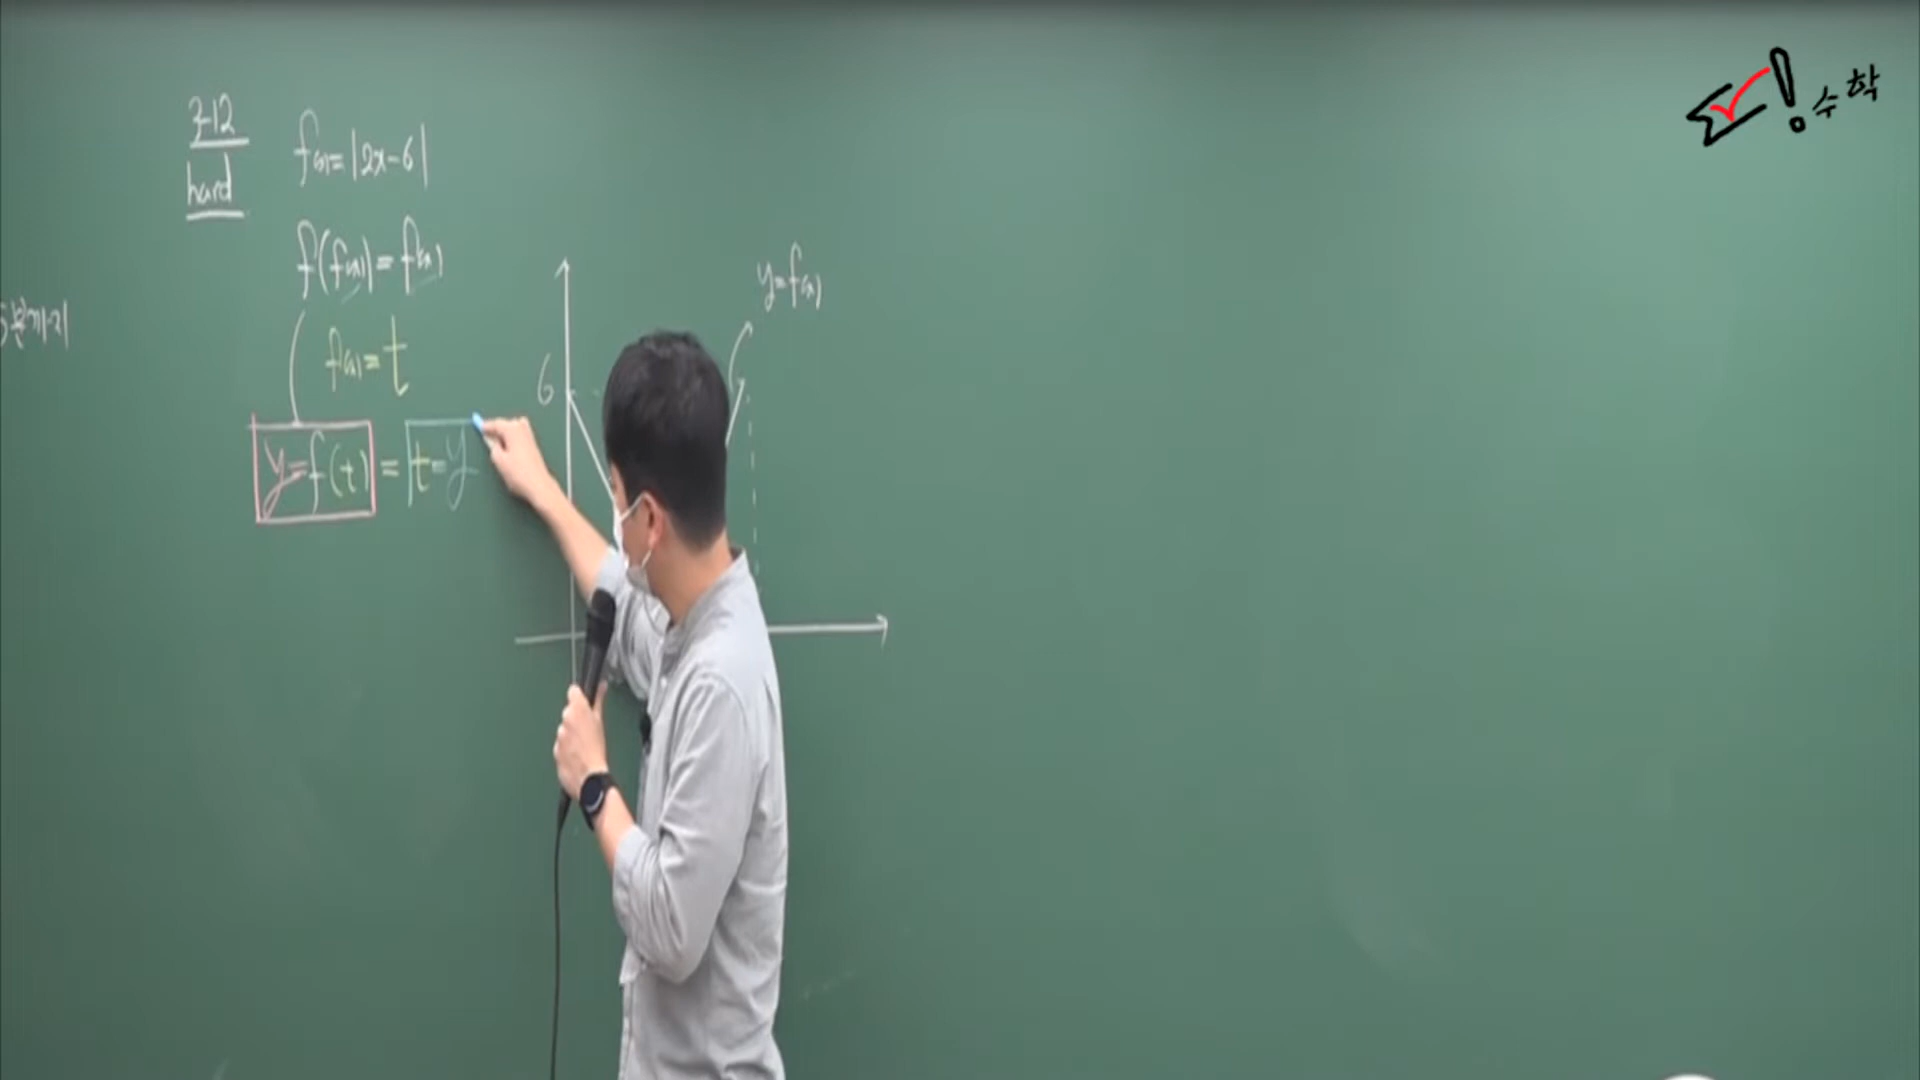 3-12
hard
f(x)=|2x-6|
f(f(x))=f(x)
f(x)=t
y=f(t)=t=y
6
y=f(x)
수학